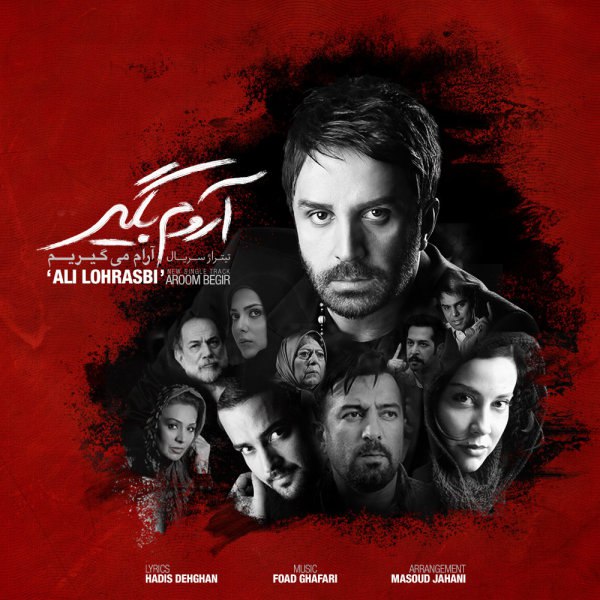 آروم بگیر
تیتراژ سریال آرام می گیریم
'ALI LOHRASBI' NEW SINGLE TRACK
AROOM BEGIR
LYRICS
HADIS DEHGHAN
MUSIC
FOAD GHAFARI
ARRANGEMENT
MASOUD JAHANI